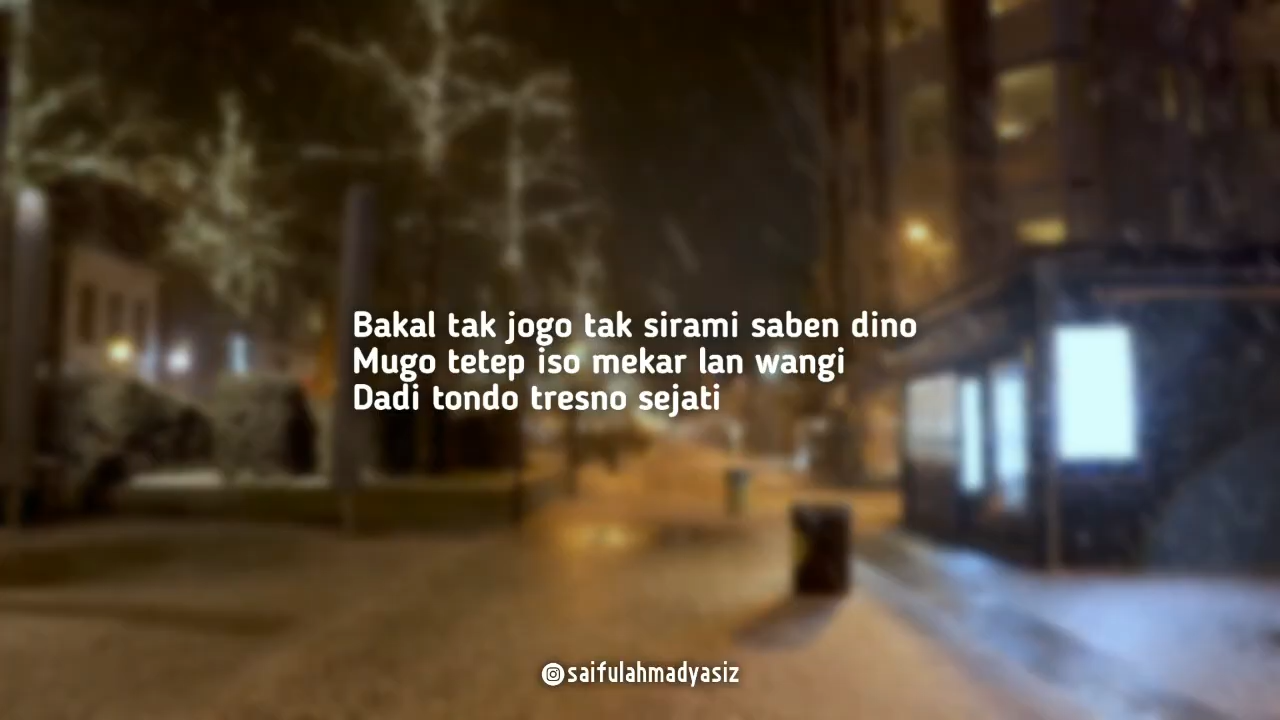 Bakal tak jogo tak sirami saben dino
Mugo tetep iso mekar lan wangi
Dadi tondo tresno sejati
saifulahmadyasiz